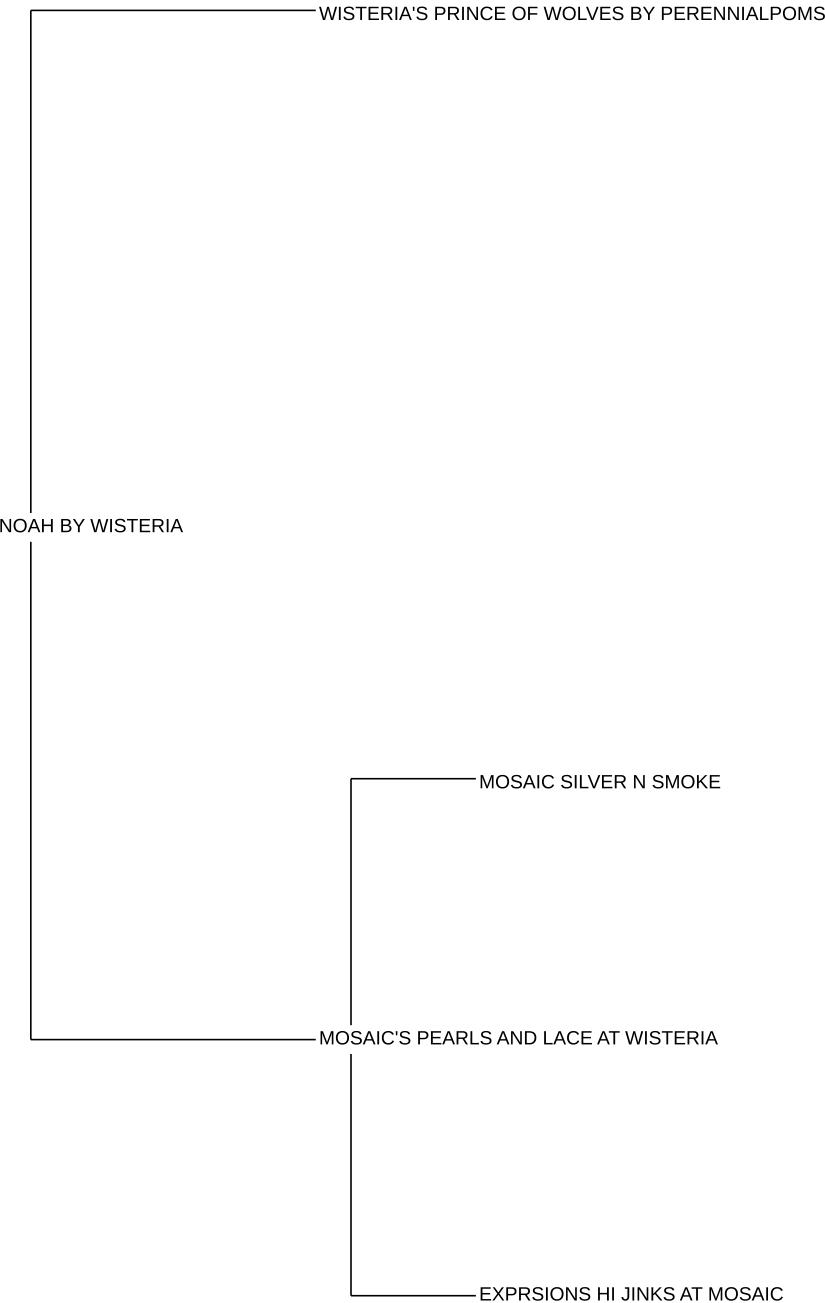 WISTERIA'S PRINCE OF WOLVES BY PERENNIALPOMS
NOAH BY WISTERIA
MOSAIC SILVER N SMOKE
MOSAIC'S PEARLS AND LACE AT WISTERIA
EXPRSIONS HI JINKS AT MOSAIC